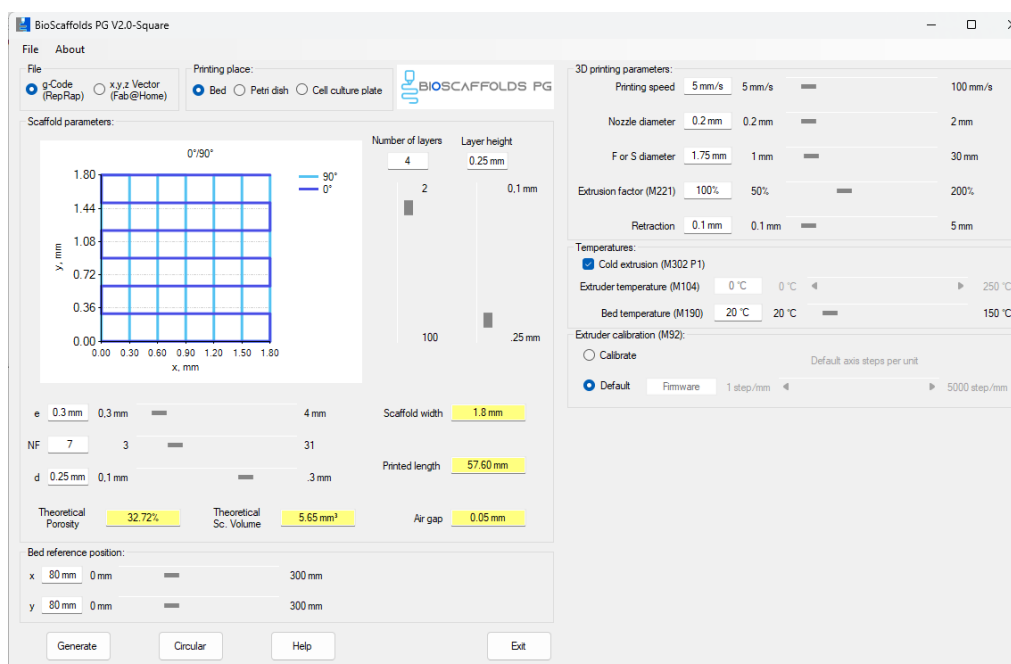 BioScaffolds PG V2.0-Square
File About
File
g-Code (RepRap)
x,y,z Vector (Fab@Home)
Printing place:
Bed Petri dish Cell culture plate
BIOSCAFFOLDS PG
Scaffold parameters:
0°/90°
90°
0°
1.80
1.44
1.08
0.72
0.36
0.00
y, mm
0.00 0.30 0.60 0.90 1.20 1.50 1.80
x, mm
Number of layers Layer height
4 0.25 mm
2 0,1 mm
100 .25 mm
e 0.3 mm 0,3 mm 4 mm
NF 7 3 31
d 0.25 mm 0,1 mm .3 mm
Scaffold width 1.8 mm
Printed length 57.60 mm
Theoretical Porosity 32.72%
Theoretical Sc. Volume 5.65 mm³
Air gap 0.05 mm
Bed reference position:
x 80 mm 0 mm 300 mm
y 80 mm 0 mm 300 mm
Generate Circular Help Exit
3D printing parameters:
Printing speed 5 mm/s 5 mm/s 100 mm/s
Nozzle diameter 0.2 mm 0.2 mm 2 mm
F or S diameter 1.75 mm 1 mm 30 mm
Extrusion factor (M221) 100% 50% 200%
Retraction 0.1 mm 0.1 mm 5 mm
Temperatures:
Cold extrusion (M302 P1)
Extruder temperature (M104) 0 °C 0 °C 250 °C
Bed temperature (M190) 20 °C 20 °C 150 °C
Extruder calibration (M92):
Calibrate
Default axis steps per unit
Default Firmware 1 step/mm 5000 step/mm